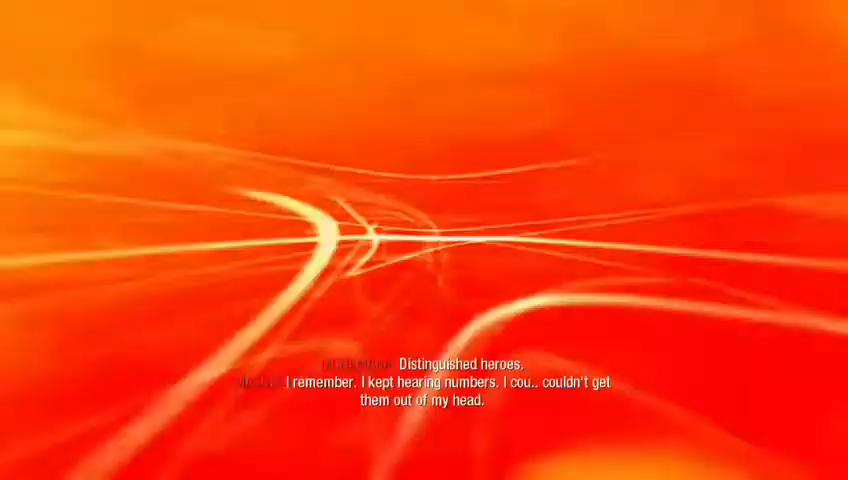 Distinguished heroes.
I remember. I kept hearing numbers. I cou.. couldn't get
them out of my head.